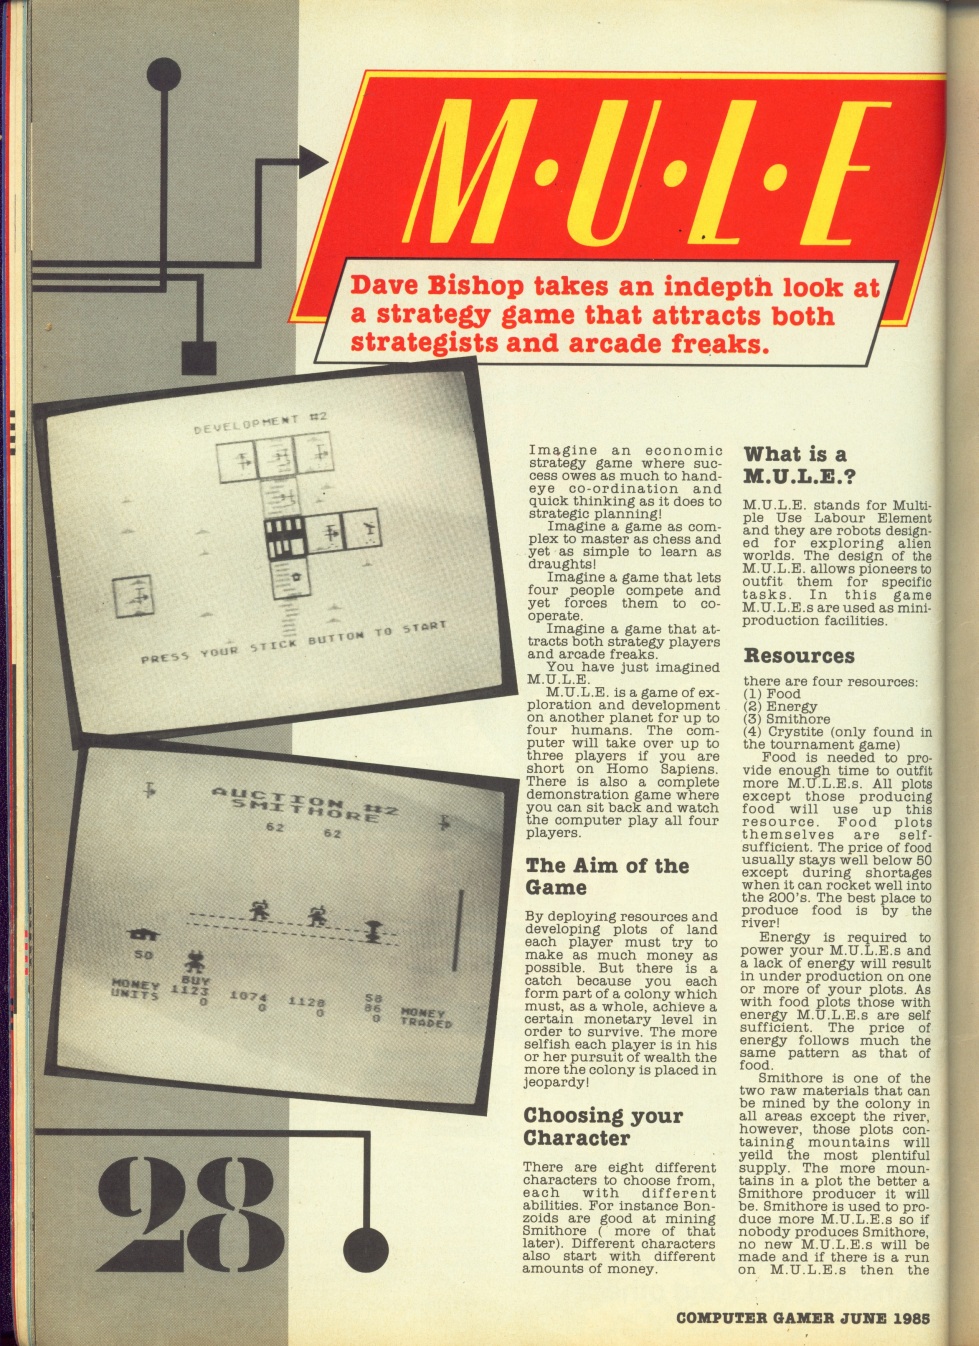 M·U·L·E
Dave Bishop takes an indepth look at
a strategy game that attracts both
strategists and arcade freaks.
DEVELOPMENT #2
PRESS YOUR STICK BUTTON TO START
AUCTION #2
SMITHORE
62 62
50
BUY
MONEY 1123 1074 1128 58 MONEY
UNITS 0 0 0 86 TRADED
0
28
Imagine an economic
strategy game where suc-
cess owes as much to hand-
eye co-ordination and
quick thinking as it does to
strategic planning!
Imagine a game as com-
plex to master as chess and
yet as simple to learn as
draughts!
Imagine a game that lets
four people compete and
yet forces them to co-
operate.
Imagine a game that at-
tracts both strategy players
and arcade freaks.
You have just imagined
M.U.L.E.
M.U.L.E. is a game of ex-
ploration and development
on another planet for up to
four humans. The com-
puter will take over up to
three players if you are
short on Homo Sapiens.
There is also a complete
demonstration game where
you can sit back and watch
the computer play all four
players.
The Aim of the
Game
By deploying resources and
developing plots of land
each player must try to
make as much money as
possible. But there is a
catch because you each
form part of a colony which
must, as a whole, achieve a
certain monetary level in
order to survive. The more
selfish each player is in his
or her pursuit of wealth the
more the colony is placed in
jeopardy!
Choosing your
Character
There are eight different
characters to choose from,
each with different
abilities. For instance Bon-
zoids are good at mining
Smithore ( more of that
later). Different characters
also start with different
amounts of money.
What is a
M.U.L.E.?
M.U.L.E. stands for Multi-
ple Use Labour Element
and they are robots design-
ed for exploring alien
worlds. The design of the
M.U.L.E. allows pioneers to
outfit them for specific
tasks. In this game
M.U.L.E.s are used as mini-
production facilities.
Resources
there are four resources:
(1) Food
(2) Energy
(3) Smithore
(4) Crystite (only found in
the tournament game)
Food is needed to pro-
vide enough time to outfit
more M.U.L.E.s. All plots
except those producing
food will use up this
resource. Food plots
themselves are self-
sufficient. The price of food
usually stays well below 50
except during shortages
when it can rocket well into
the 200's. The best place to
produce food is by the
river!
Energy is required to
power your M.U.L.E.s and
a lack of energy will result
in under production on one
or more of your plots. As
with food plots those with
energy M.U.L.E.s are self
sufficient. The price of
energy follows much the
same pattern as that of
food.
Smithore is one of the
two raw materials that can
be mined by the colony in
all areas except the river,
however, those plots con-
taining mountains will
yeild the most plentiful
supply. The more moun-
tains in a plot the better a
Smithore producer it will
be. Smithore is used to pro-
duce more M.U.L.E.s so if
nobody produces Smithore,
no new M.U.L.E.s will be
made and if there is a run
on M.U.L.E.s then the
COMPUTER GAMER JUNE 1985